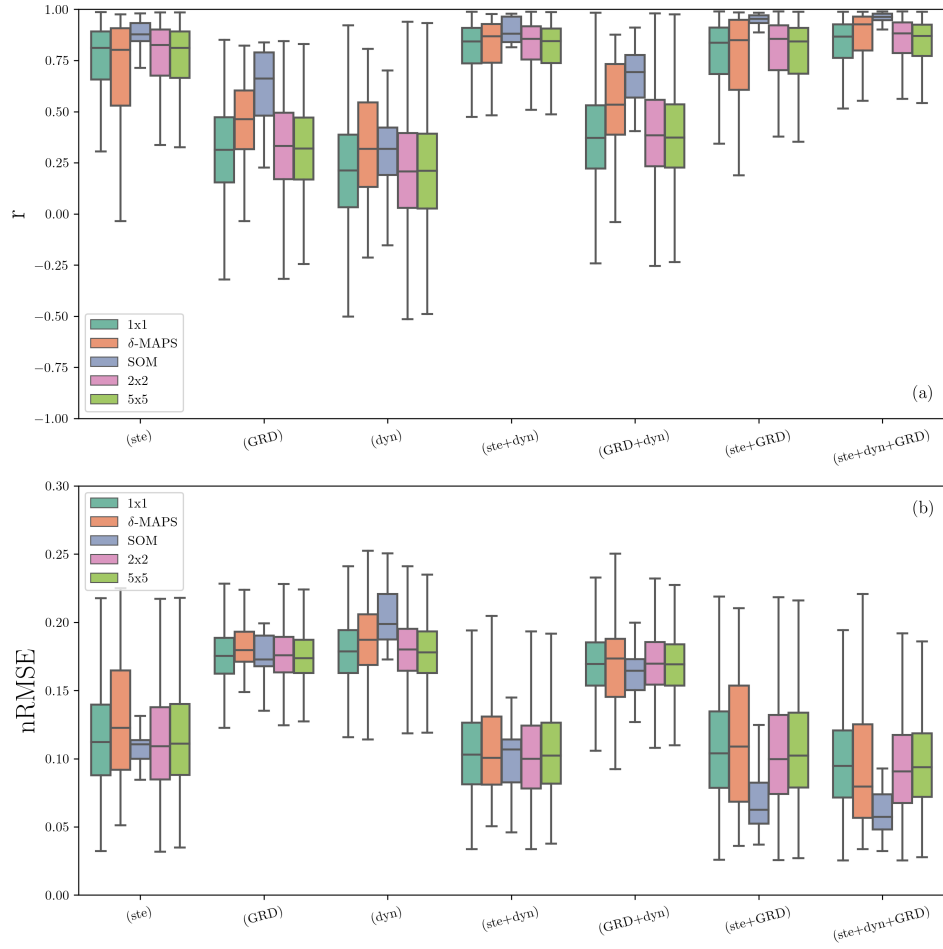 1.00
0.75
0.50
0.25
0.00
−0.25
−0.50
−0.75
−1.00
r
1x1
δ-MAPS
SOM
2x2
5x5
(a)
(ste)
(GRD)
(dyn)
(ste+dyn)
(GRD+dyn)
(ste+GRD)
(ste+dyn+GRD)
0.30
0.25
0.20
0.15
0.10
0.05
0.00
nRMSE
1x1
δ-MAPS
SOM
2x2
5x5
(b)
(ste)
(GRD)
(dyn)
(ste+dyn)
(GRD+dyn)
(ste+GRD)
(ste+dyn+GRD)